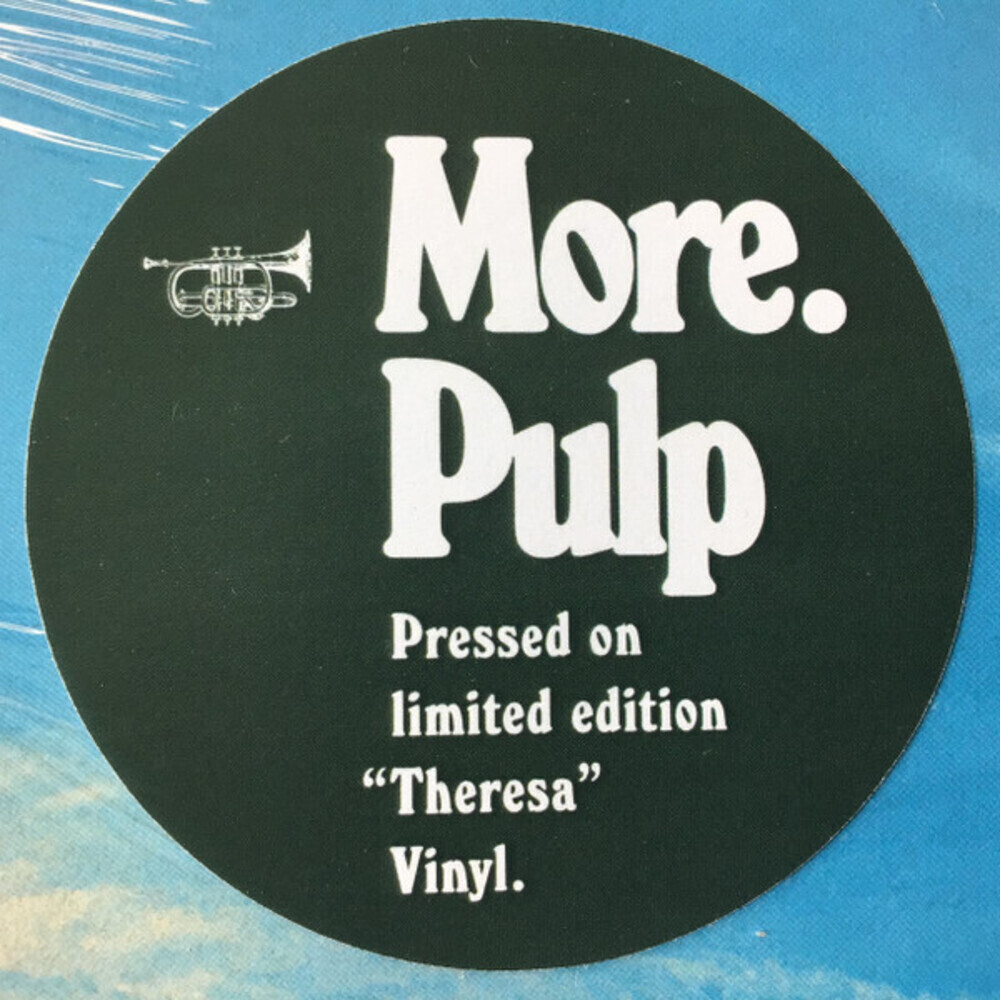 More.
Pulp
Pressed on
limited edition
“Theresa”
Vinyl.